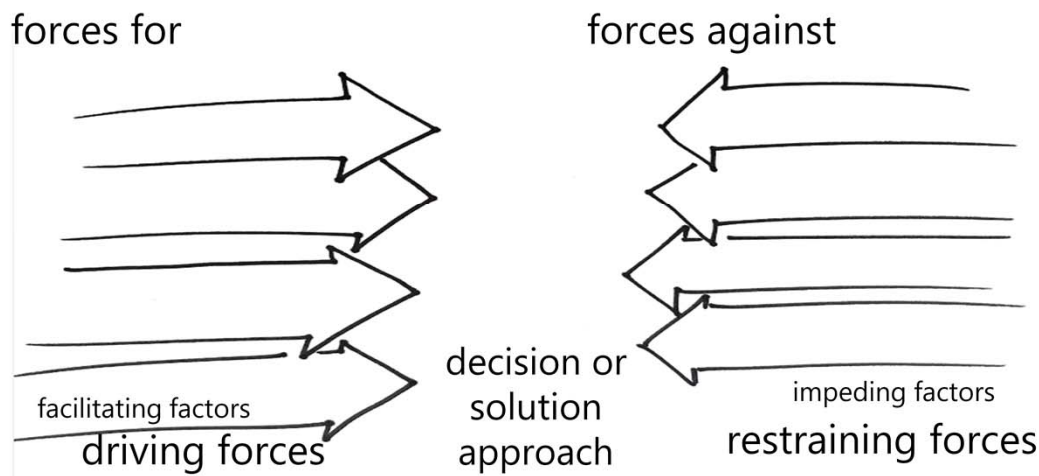 forces for
forces against
facilitating factors
driving forces
decision or
solution
approach
impeding factors
restraining forces